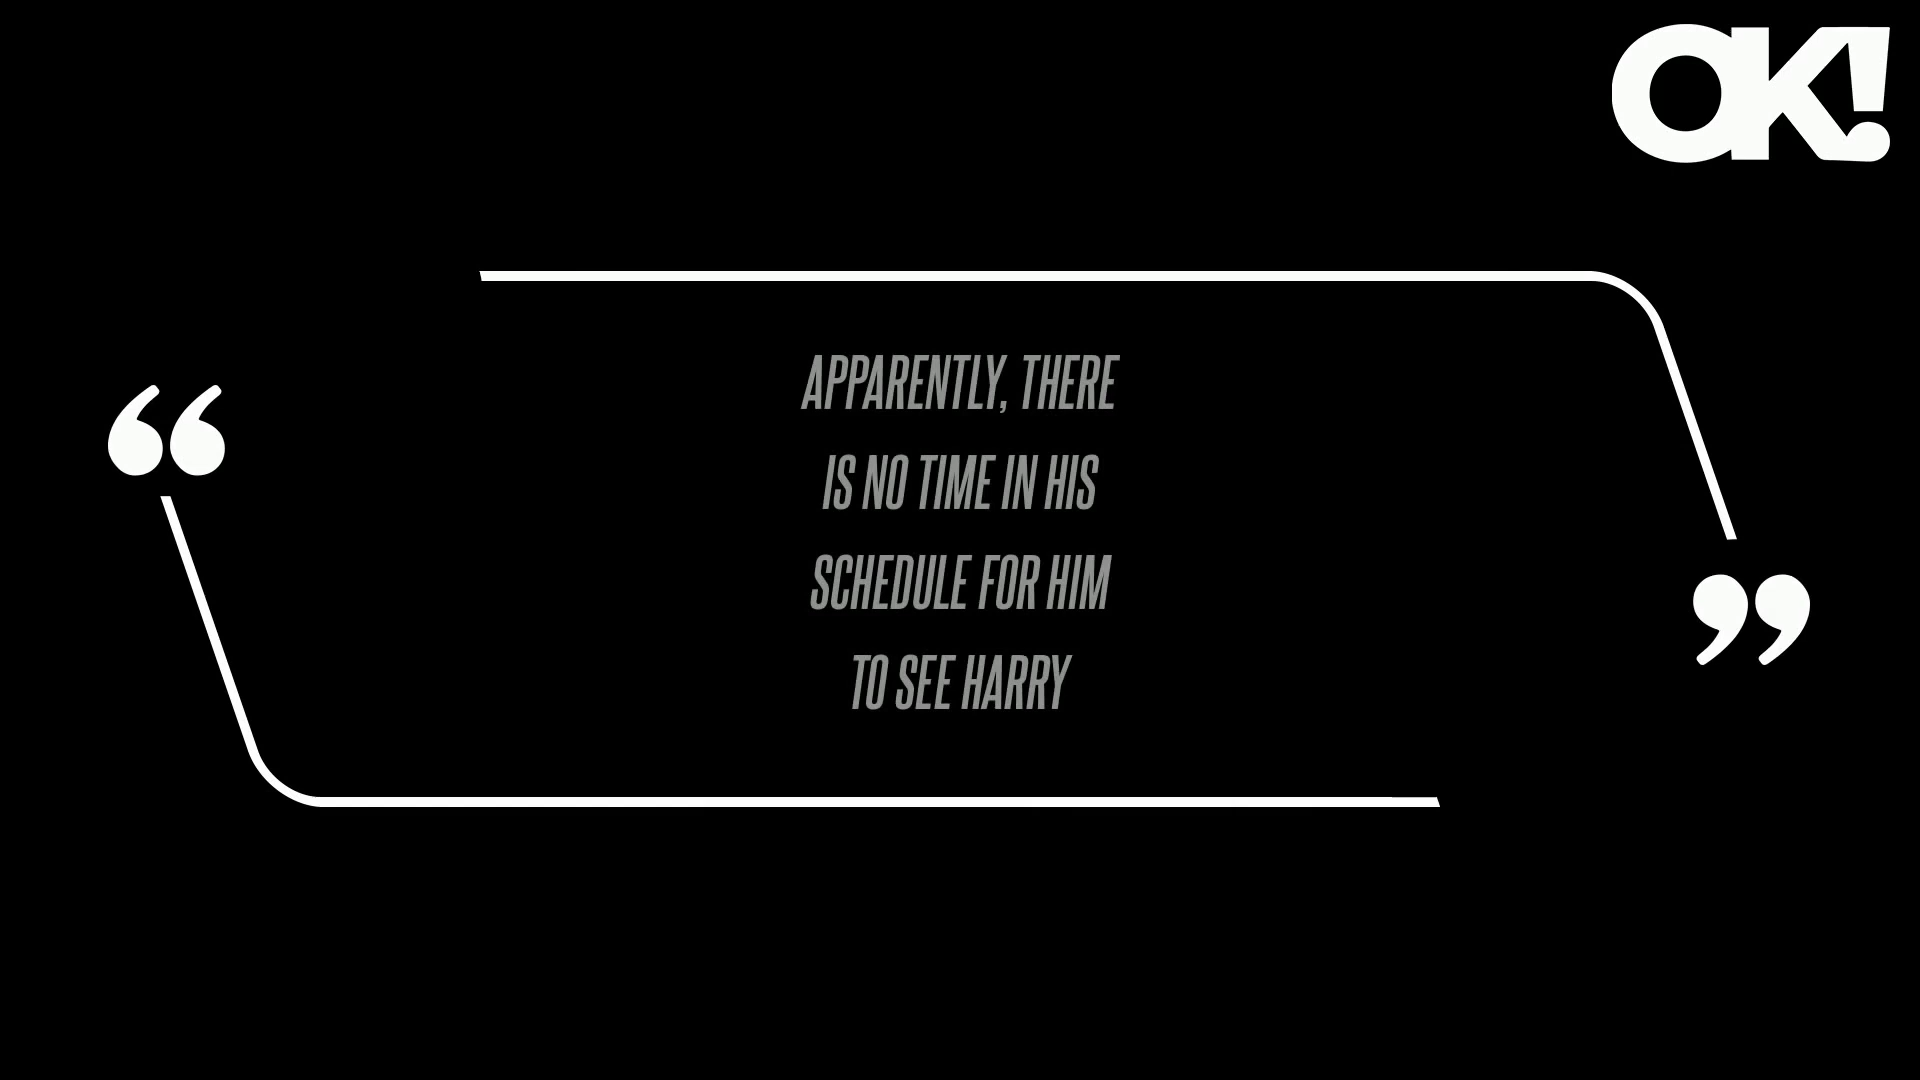 OK!
“
APPARENTLY, THERE
IS NO TIME IN HIS
SCHEDULE FOR HIM
TO SEE HARRY
”